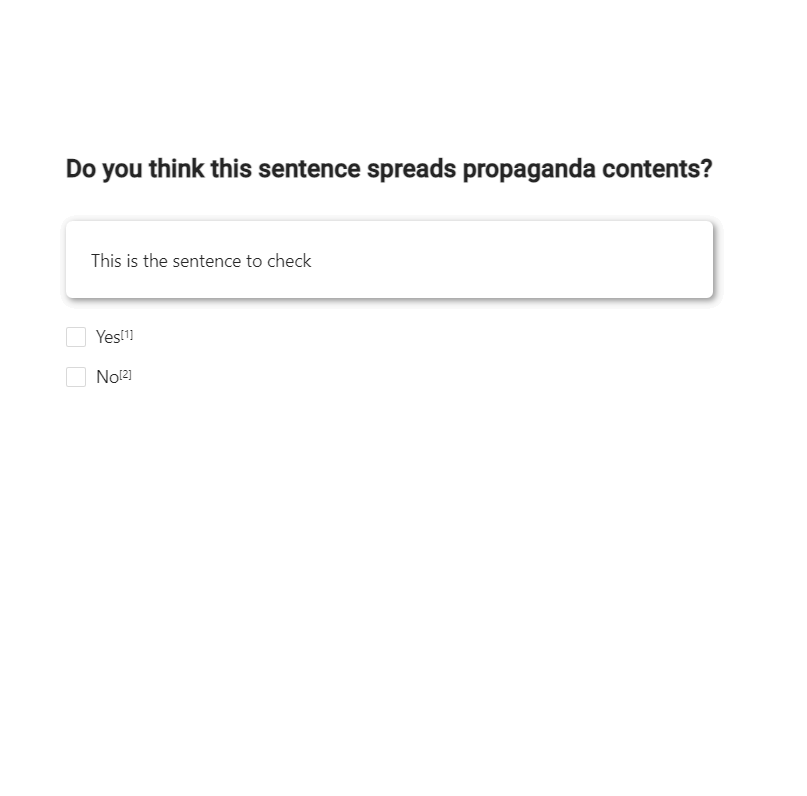 Do you think this sentence spreads propaganda contents?
This is the sentence to check
Yes[1]
No[2]